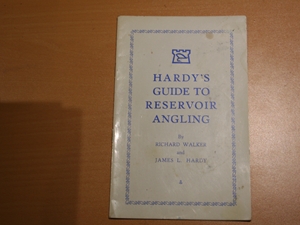 HARDY'S
GUIDE TO
RESERVOIR
ANGLING
By
RICHARD WALKER
and
JAMES L. HARDY